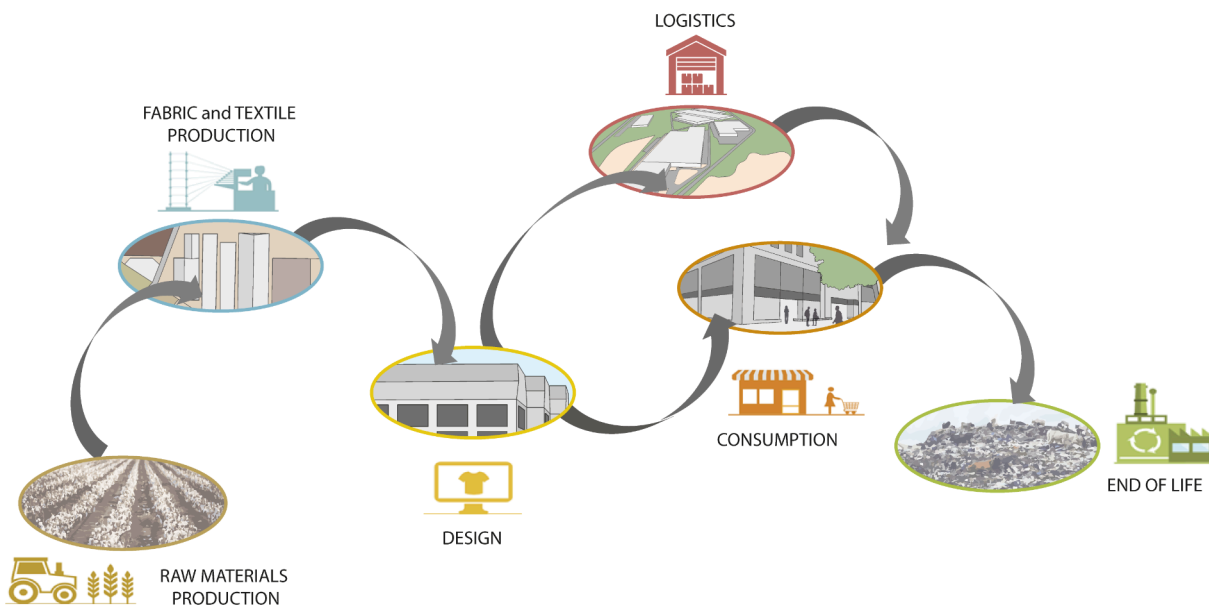 LOGISTICS
FABRIC and TEXTILE
PRODUCTION
CONSUMPTION
END OF LIFE
DESIGN
RAW MATERIALS
PRODUCTION